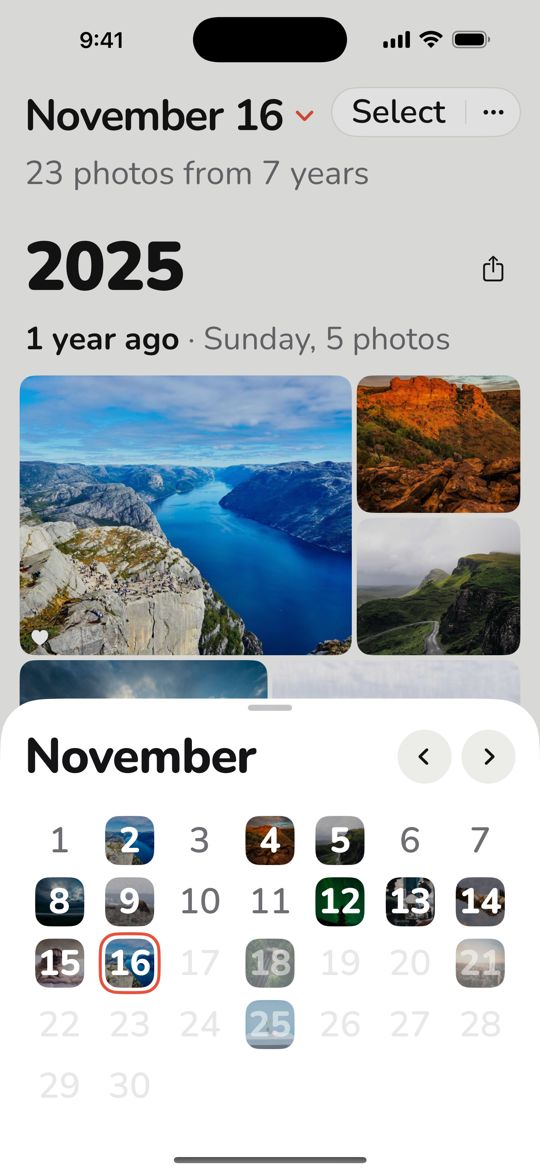 9:41
November 16
Select
23 photos from 7 years
2025
1 year ago · Sunday, 5 photos
November
1 2 3 4 5 6 7
8 9 10 11 12 13 14
15 16 17 18 19 20 21
22 23 24 25 26 27 28
29 30